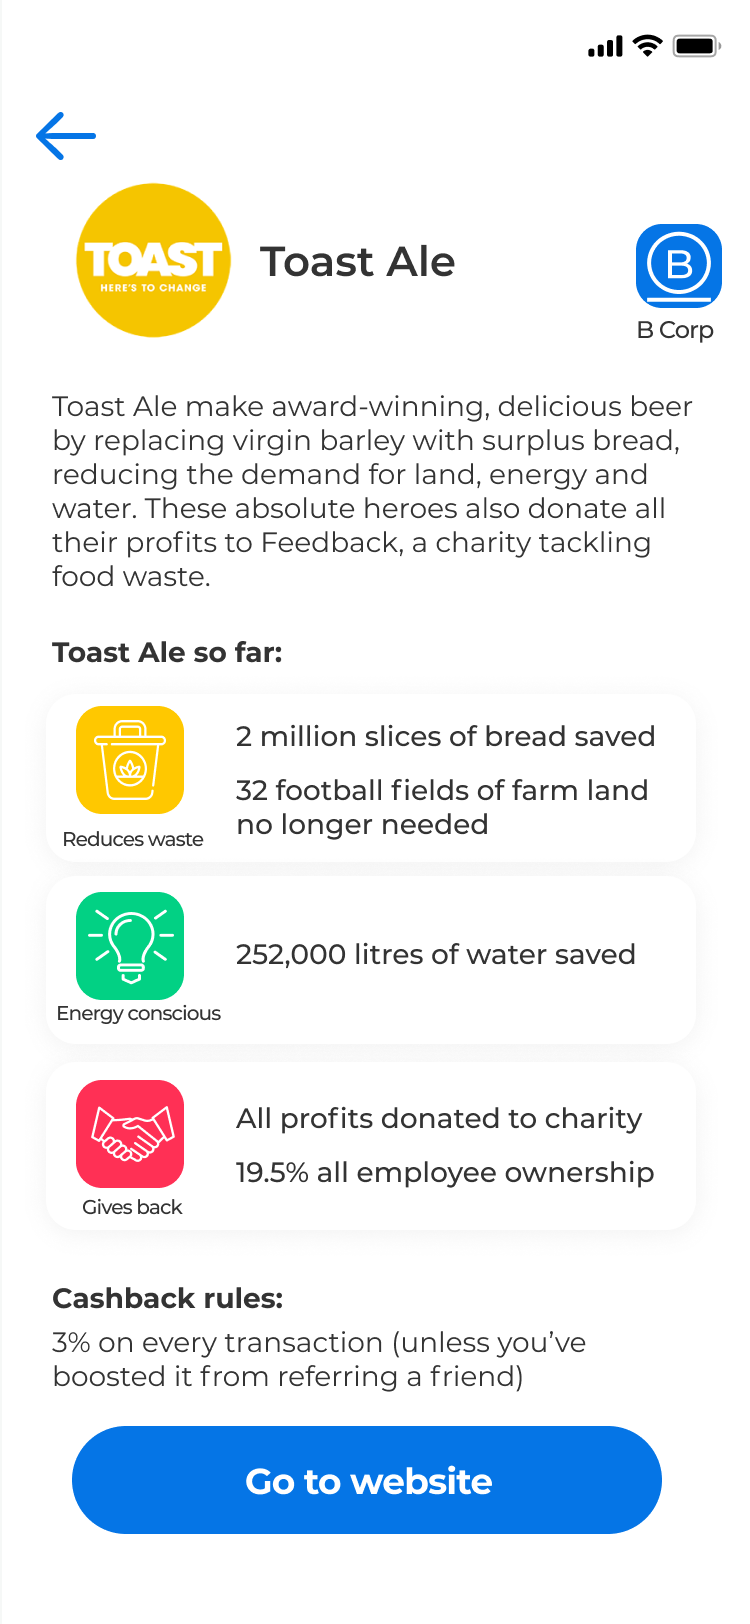 TOAST
HERE'S TO CHANGE
Toast Ale
B
B Corp
Toast Ale make award-winning, delicious beer
by replacing virgin barley with surplus bread,
reducing the demand for land, energy and
water. These absolute heroes also donate all
their profits to Feedback, a charity tackling
food waste.
Toast Ale so far:
2 million slices of bread saved
32 football fields of farm land
no longer needed
Reduces waste
252,000 litres of water saved
Energy conscious
All profits donated to charity
19.5% all employee ownership
Gives back
Cashback rules:
3% on every transaction (unless you’ve
boosted it from referring a friend)
Go to website